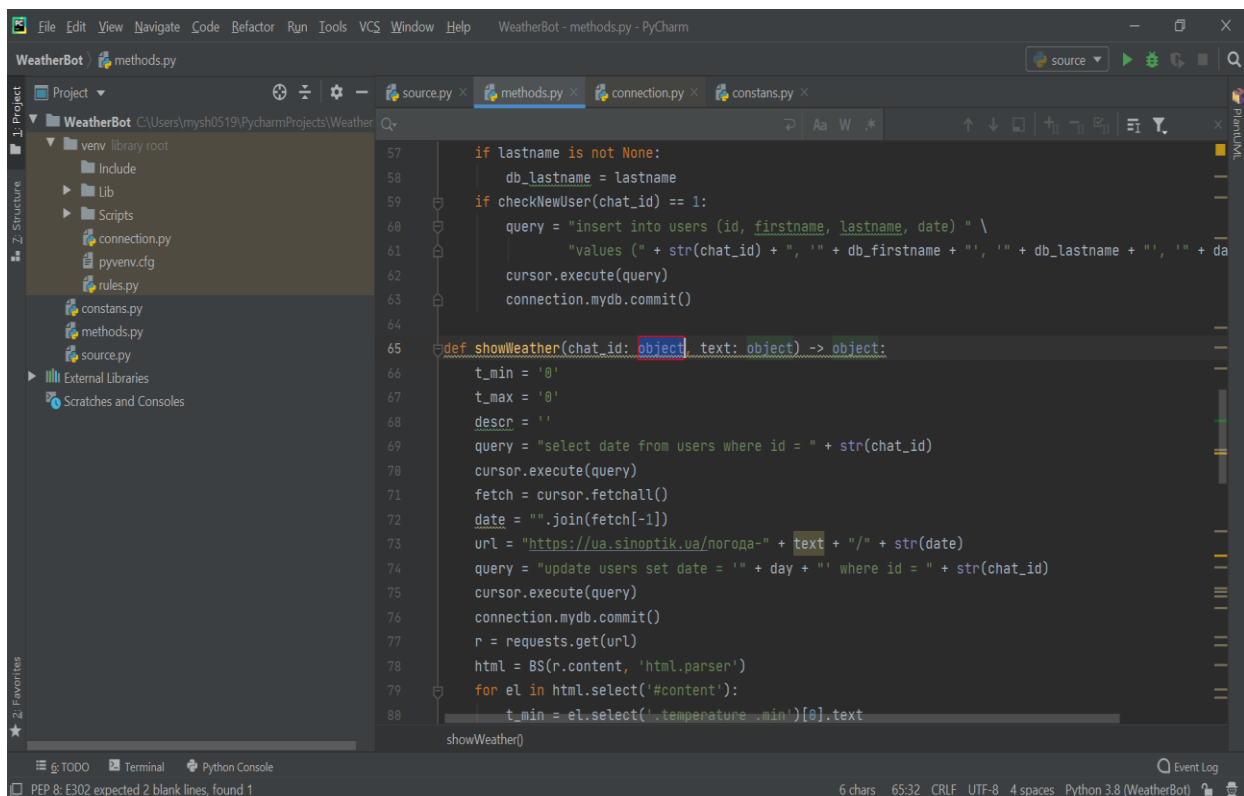 File Edit View Navigate Code Refactor Run Tools VCS Window Help WeatherBot - methods.py - PyCharm
WeatherBot methods.py source
1: Project
Project
source.py methods.py connection.py constans.py
WeatherBot C:\Users\mysh0519\PycharmProjects\Weather
venv library root
Include
Lib
Scripts
connection.py
pyvenv.cfg
rules.py
constans.py
methods.py
source.py
External Libraries
Scratches and Consoles
Z: Structure
2: Favorites
Aa W .*
PlantUML
57 if lastname is not None:
58 db_lastname = lastname
59 if checkNewUser(chat_id) == 1:
60 query = "insert into users (id, firstname, lastname, date) " \
61 "values (" + str(chat_id) + ", '" + db_firstname + "', '" + db_lastname + "', '" + da
62 cursor.execute(query)
63 connection.mydb.commit()
64
65 def showWeather(chat_id: object, text: object) -> object:
66 t_min = '0'
67 t_max = '0'
68 descr = ''
69 query = "select date from users where id = " + str(chat_id)
70 cursor.execute(query)
71 fetch = cursor.fetchall()
72 date = "".join(fetch[-1])
73 url = "https://ua.sinoptik.ua/погода-" + text + "/" + str(date)
74 query = "update users set date = '" + day + "' where id = " + str(chat_id)
75 cursor.execute(query)
76 connection.mydb.commit()
77 r = requests.get(url)
78 html = BS(r.content, 'html.parser')
79 for el in html.select('#content'):
80 t_min = el.select('.temperature .min')[0].text
showWeather()
6: TODO Terminal Python Console Event Log
PEP 8: E302 expected 2 blank lines, found 1 6 chars 65:32 CRLF UTF-8 4 spaces Python 3.8 (WeatherBot)